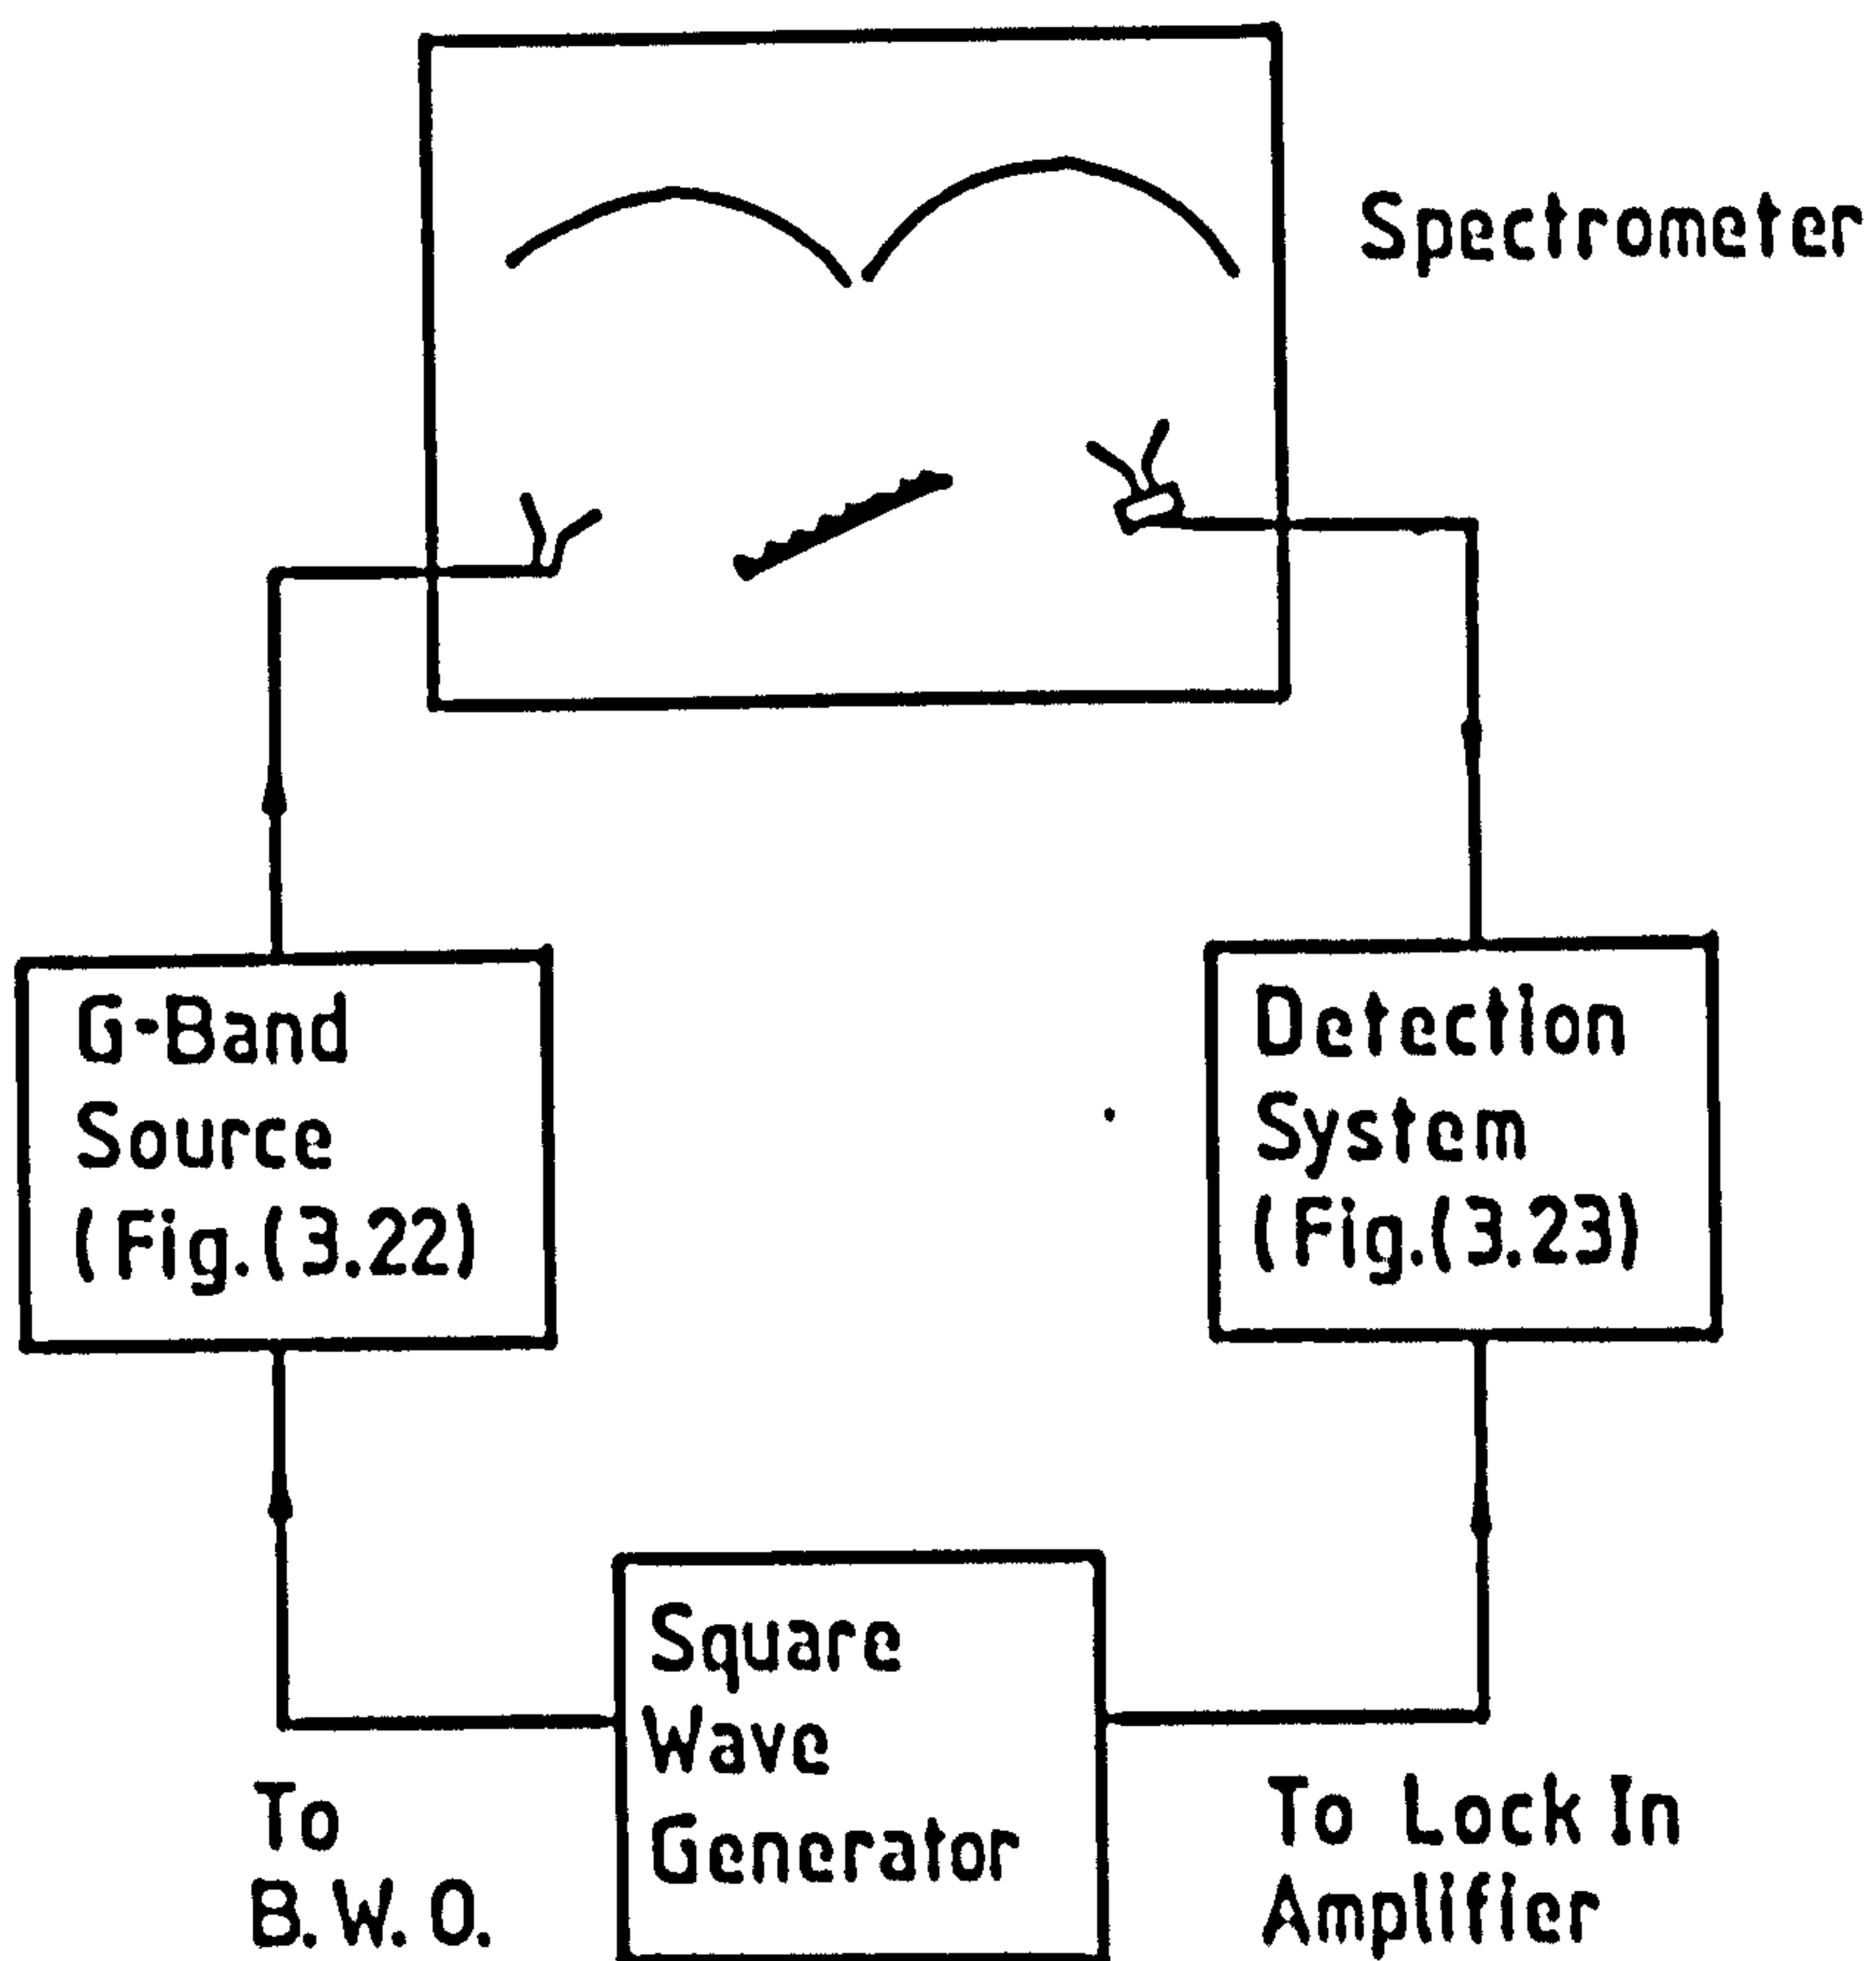 Spectrometer
G-Band
Source
(Fig.(3.22)
Detection
System
(Fig.(3.23)
Square
Wave
Generator
To
B.W.O.
To Lock In
Amplifier